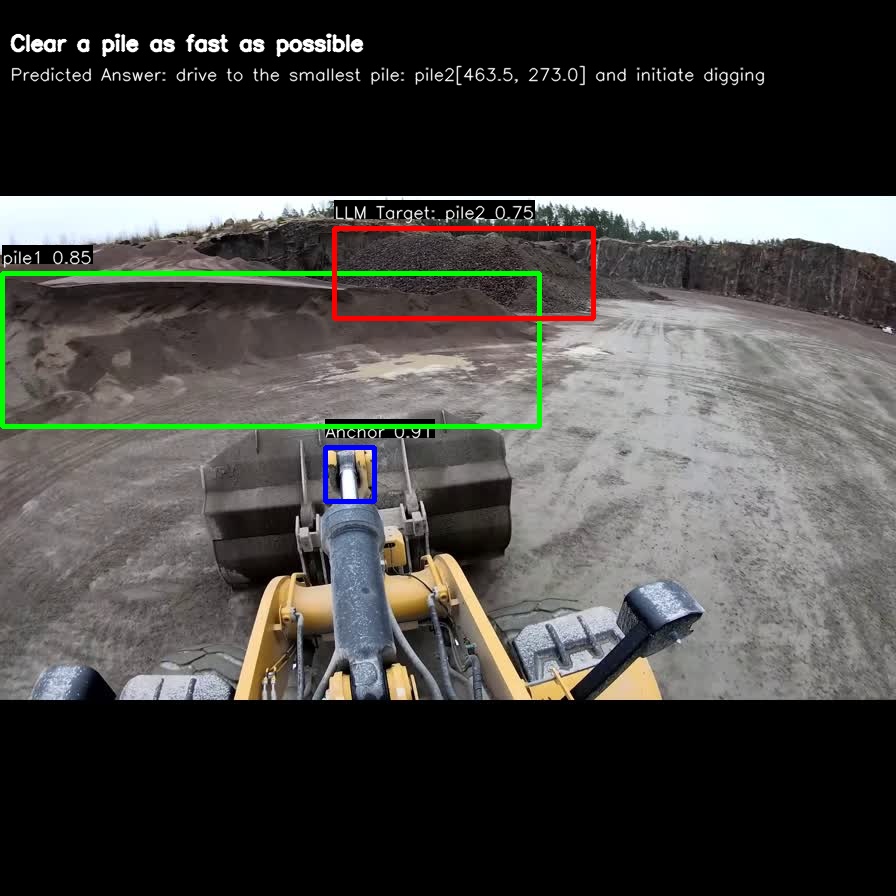 Clear a pile as fast as possible
Predicted Answer: drive to the smallest pile: pile2[463.5, 273.0] and initiate digging
LLM Target: pile2 0.75
pile1 0.85
Anchor 0.91